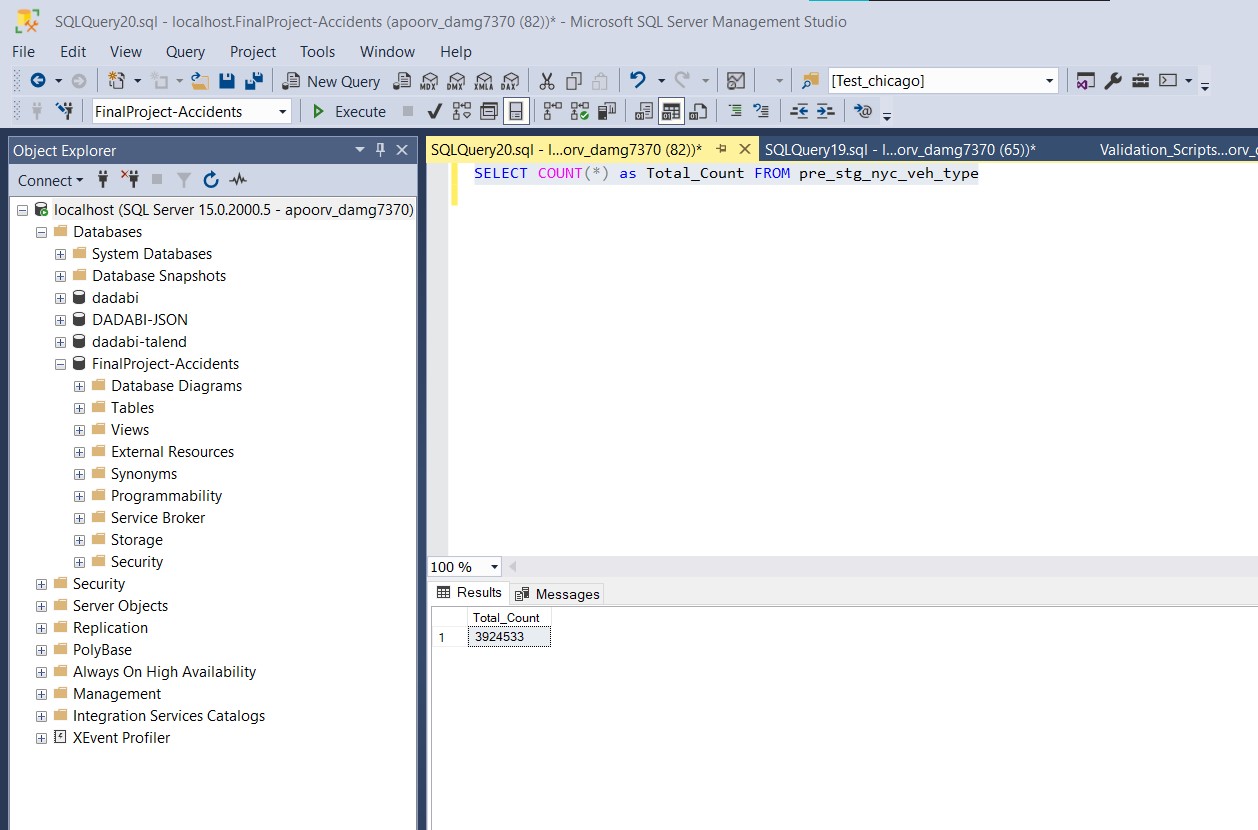 SQLQuery20.sql - localhost.FinalProject-Accidents (apoorv_damg7370 (82))* - Microsoft SQL Server Management Studio
File Edit View Query Project Tools Window Help
New Query MDX DMX XMLA DAX [Test_chicago]
FinalProject-Accidents Execute
Object Explorer
SQLQuery20.sql - l...orv_damg7370 (82))* SQLQuery19.sql - l...orv_damg7370 (65))* Validation_Scripts...orv_
Connect
SELECT COUNT(*) as Total_Count FROM pre_stg_nyc_veh_type
localhost (SQL Server 15.0.2000.5 - apoorv_damg7370)
Databases
System Databases
Database Snapshots
dadabi
DADABI-JSON
dadabi-talend
FinalProject-Accidents
Database Diagrams
Tables
Views
External Resources
Synonyms
Programmability
Service Broker
Storage
Security
Security
Server Objects
Replication
PolyBase
Always On High Availability
Management
Integration Services Catalogs
XEvent Profiler
100 %
Results Messages
Total_Count
1 3924533